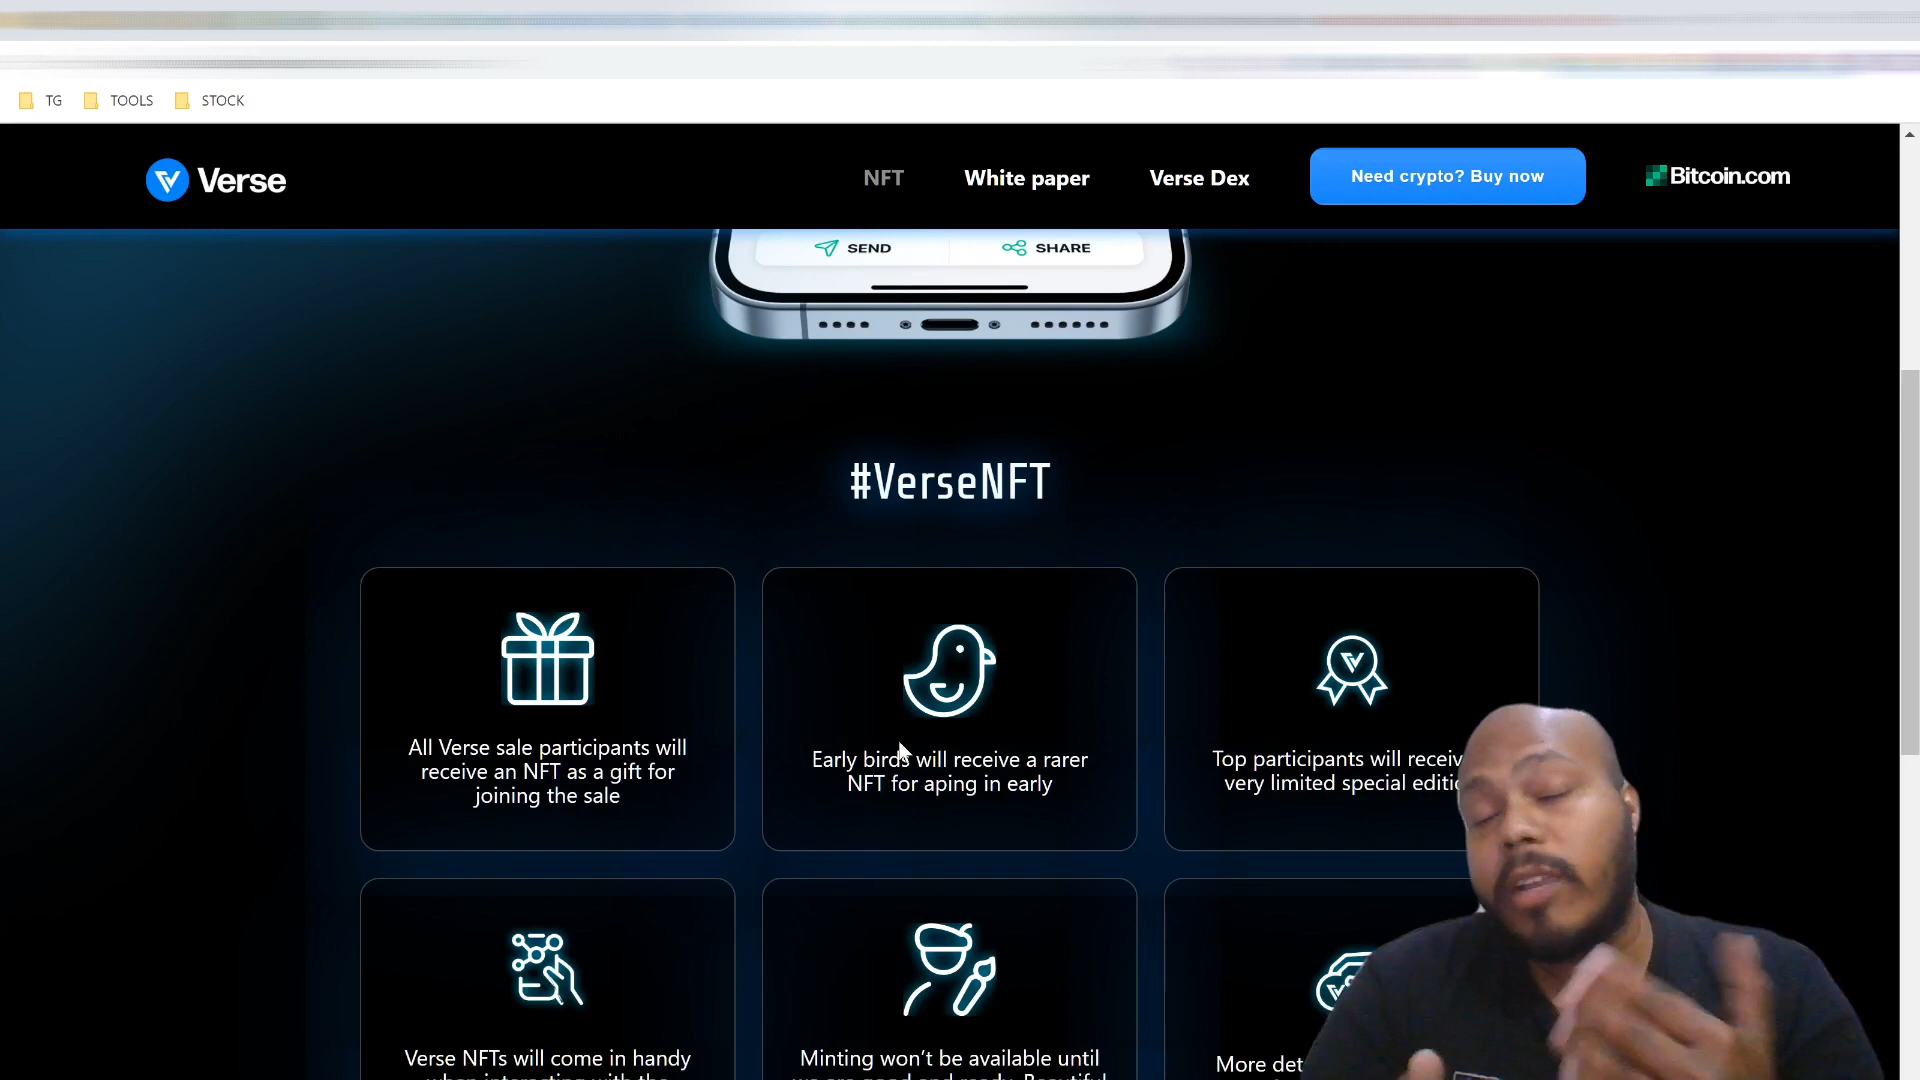 TG TOOLS STOCK
Verse NFT White paper Verse Dex Need crypto? Buy now Bitcoin.com
SEND SHARE
#VerseNFT
All Verse sale participants will
receive an NFT as a gift for
joining the sale
Early birds will receive a rarer
NFT for aping in early
Top participants will
very limited special
Verse NFTs will come in handy
Minting won't be available until
More